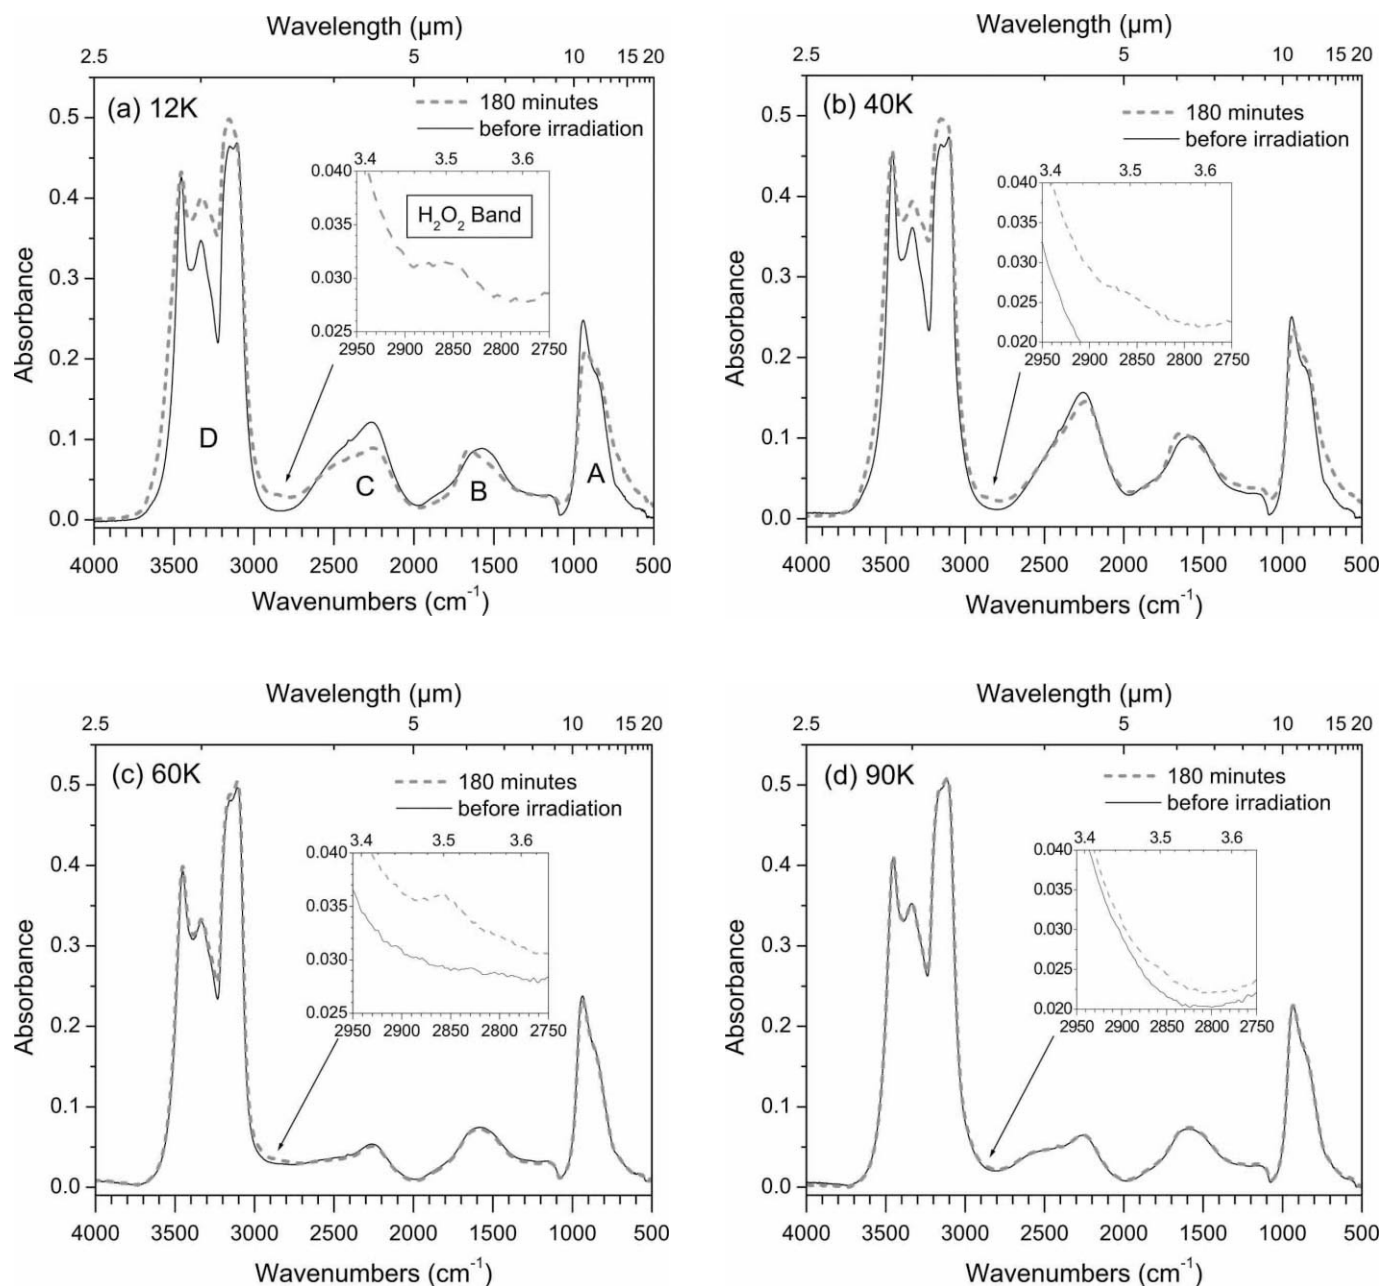 Wavelength (μm)
2.5 5 10 15 20
(a) 12K
180 minutes
before irradiation
3.4 3.5 3.6
0.040
0.035
0.030
0.025
H₂O₂ Band
2950 2900 2850 2800 2750
0.5
0.4
0.3
0.2
0.1
0.0
Absorbance
D
C
B
A
4000 3500 3000 2500 2000 1500 1000 500
Wavenumbers (cm⁻¹)
Wavelength (μm)
2.5 5 10 15 20
(b) 40K
180 minutes
before irradiation
3.4 3.5 3.6
0.040
0.030
0.025
0.020
2950 2900 2850 2800 2750
0.5
0.4
0.3
0.2
0.1
0.0
Absorbance
4000 3500 3000 2500 2000 1500 1000 500
Wavenumbers (cm⁻¹)
Wavelength (μm)
2.5 5 10 15 20
(c) 60K
180 minutes
before irradiation
3.4 3.5 3.6
0.040
0.035
0.030
0.025
2950 2900 2850 2800 2750
0.5
0.4
0.3
0.2
0.1
0.0
Absorbance
4000 3500 3000 2500 2000 1500 1000 500
Wavenumbers (cm⁻¹)
Wavelength (μm)
2.5 5 10 15 20
(d) 90K
180 minutes
before irradiation
3.4 3.5 3.6
0.040
0.035
0.030
0.025
0.020
2950 2900 2850 2800 2750
0.5
0.4
0.3
0.2
0.1
0.0
Absorbance
4000 3500 3000 2500 2000 1500 1000 500
Wavenumbers (cm⁻¹)